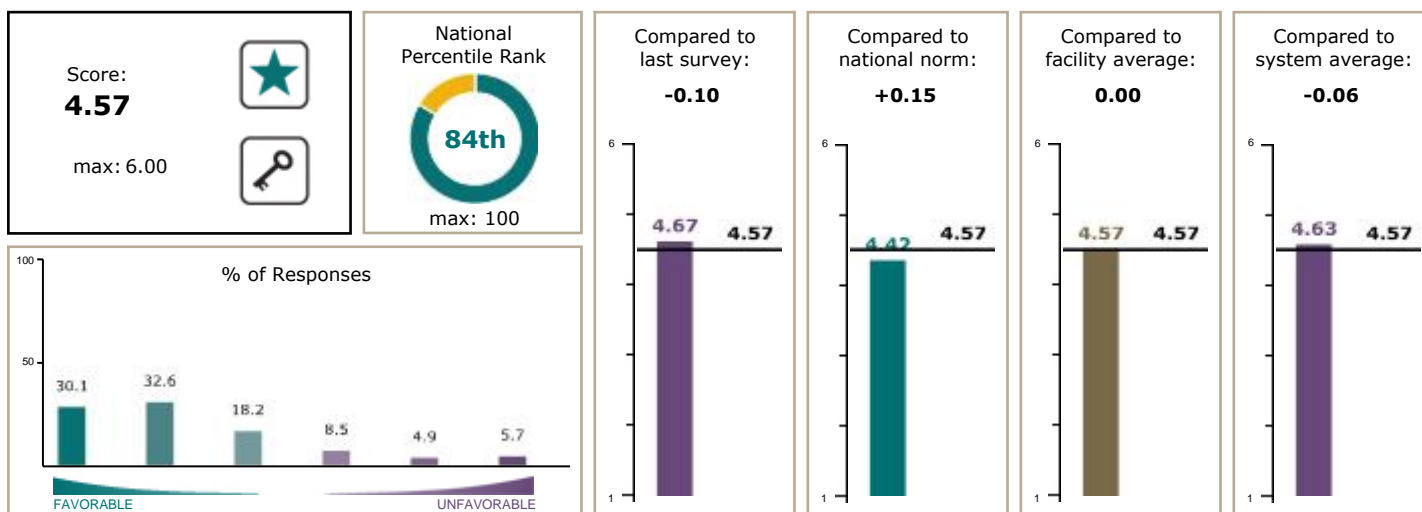 Score:
4.57
max: 6.00
National
Percentile Rank
84th
max: 100
% of Responses
100
50
30.1
32.6
18.2
8.5
4.9
5.7
FAVORABLE
UNFAVORABLE
Compared to
last survey:
-0.10
6
4.67
4.57
1
Compared to
national norm:
+0.15
6
4.42
4.57
1
Compared to
facility average:
0.00
6
4.57
4.57
1
Compared to
system average:
-0.06
6
4.63
4.57
1